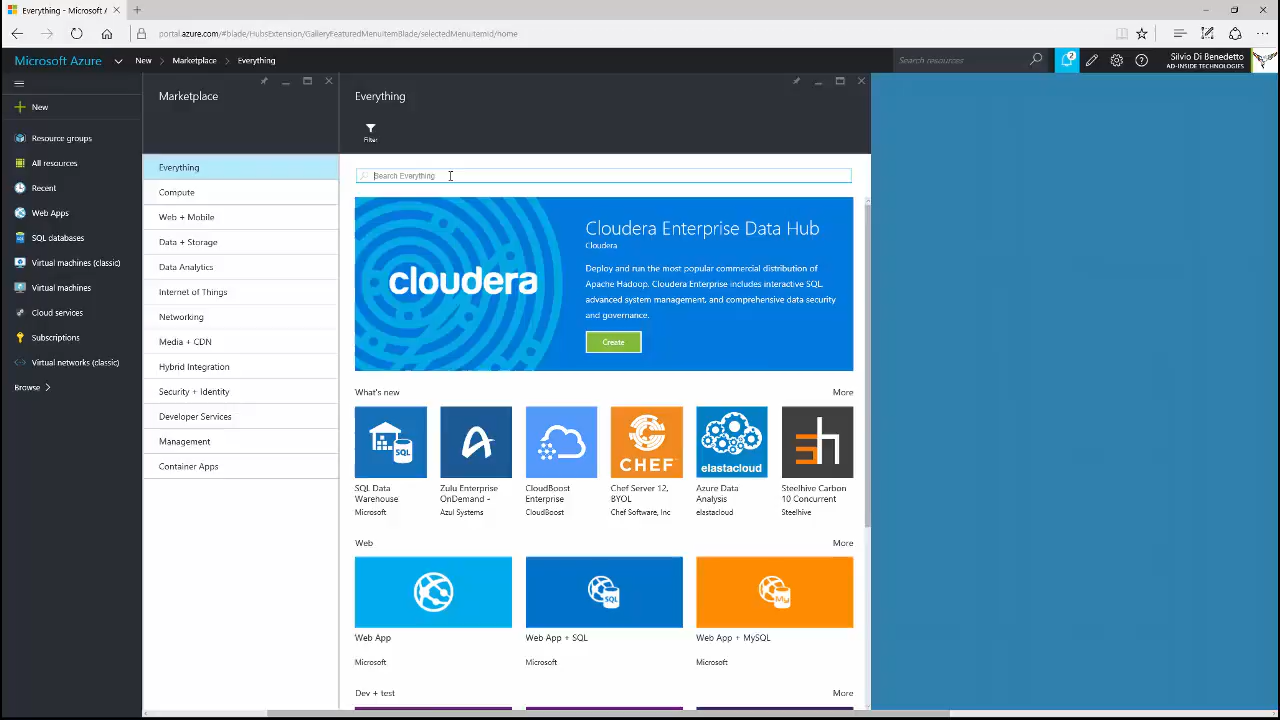 Everything - Microsoft A
portal.azure.com/#blade/HubsExtension/GalleryFeaturedMenuItemBlade/selectedMenuItemId/home
Microsoft Azure
New > Marketplace > Everything
Search resources
2
Silvio Di Benedetto
AD-INSIDE TECHNOLOGIES
New
Resource groups
All resources
Recent
Web Apps
SQL databases
Virtual machines (classic)
Virtual machines
Cloud services
Subscriptions
Virtual networks (classic)
Browse >
Marketplace
Everything
Compute
Web + Mobile
Data + Storage
Data Analytics
Internet of Things
Networking
Media + CDN
Hybrid Integration
Security + Identity
Developer Services
Management
Container Apps
Everything
Filter
Search Everything
cloudera
Cloudera Enterprise Data Hub
Cloudera
Deploy and run the most popular commercial distribution of
Apache Hadoop. Cloudera Enterprise includes interactive SQL,
advanced system management, and comprehensive data security
and governance.
Create
What's new
More
SQL
CHEF
elastacloud
sh
SQL Data
Warehouse
Microsoft
Zulu Enterprise
OnDemand -
Azul Systems
CloudBoost
Enterprise
CloudBoost
Chef Server 12,
BYOL
Chef Software, Inc
Azure Data
Analysis
elastacloud
Steelhive Carbon
10 Concurrent
Steelhive
Web
More
SQL
My
Web App
Microsoft
Web App + SQL
Microsoft
Web App + MySQL
Microsoft
Dev + test
More